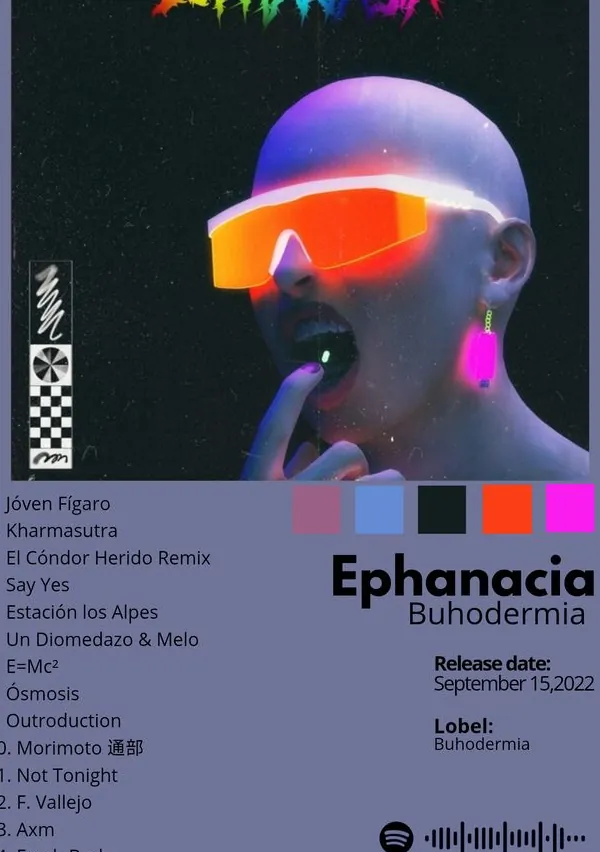 Jóven Fígaro
Kharmasutra
El Cóndor Herido Remix
Say Yes
Estación los Alpes
Un Diomedazo & Melo
E=Mc²
Ósmosis
Outroduction
0. Morimoto 通部
1. Not Tonight
2. F. Vallejo
3. Axm
Ephanacia
Buhodermia
Release date:
September 15,2022
Lobel:
Buhodermia